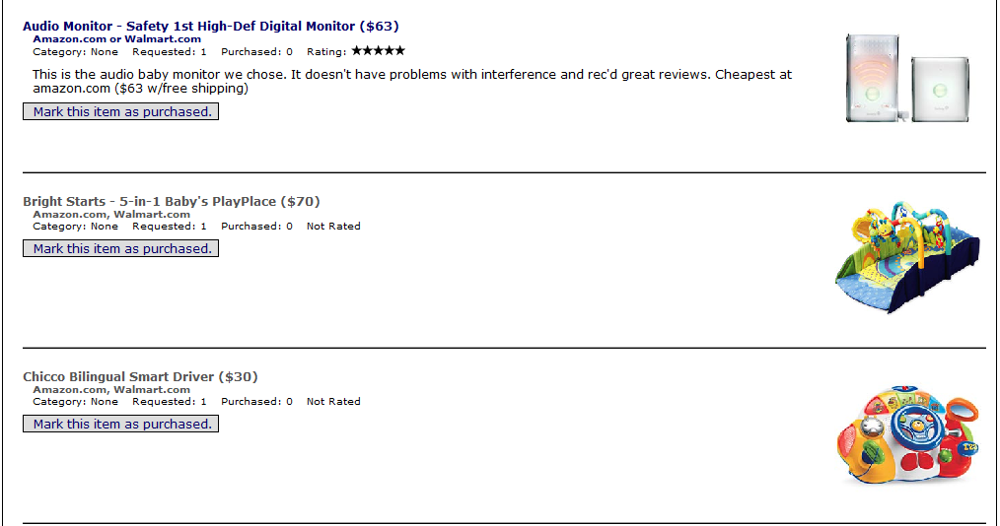 Audio Monitor - Safety 1st High-Def Digital Monitor ($63)
Amazon.com or Walmart.com
Category: None Requested: 1 Purchased: 0 Rating: ★★★★★
This is the audio baby monitor we chose. It doesn't have problems with interference and rec'd great reviews. Cheapest at
amazon.com ($63 w/free shipping)
Mark this item as purchased.
Bright Starts - 5-in-1 Baby's PlayPlace ($70)
Amazon.com, Walmart.com
Category: None Requested: 1 Purchased: 0 Not Rated
Mark this item as purchased.
Chicco Bilingual Smart Driver ($30)
Amazon.com, Walmart.com
Category: None Requested: 1 Purchased: 0 Not Rated
Mark this item as purchased.